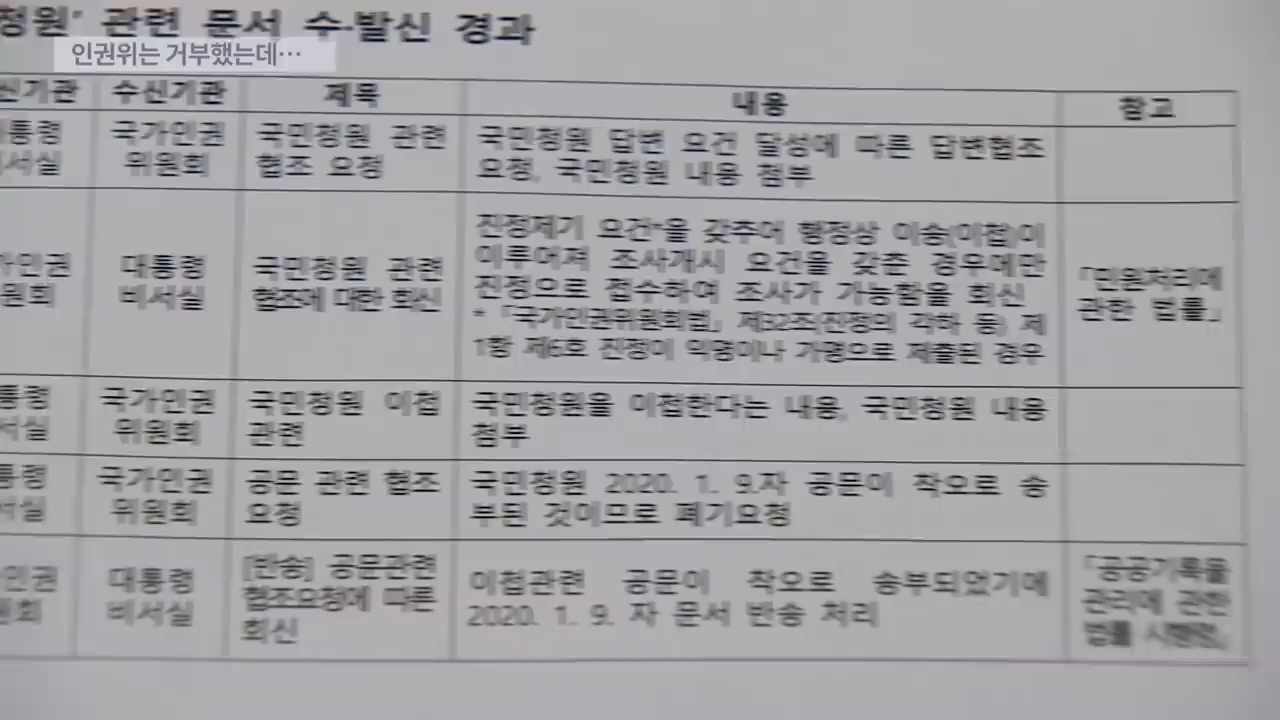 청원' 관련 문서 수·발신 경과
인권위는 거부했는데…
신기관 수신기관 제목 내용 참고
통령 국가인권 국민청원 관련 국민청원 답변 요건 달성에 따른 답변협조
서실 위원회 협조 요청 요청, 국민청원 내용 첨부
진정제기 요건*을 갖추어 행정상 이송(이첩)이
가인권 대통령 국민청원 관련 이루어져 조사개시 요건을 갖춘 경우에만 「민원처리에
원회 비서실 협조에 대한 회신 진정으로 접수하여 조사가 가능함을 회신 관한 법률」
*「국가인권위원회법」 제32조(진정의 각하 등) 제
1항 제6호 진정이 익명이나 가명으로 제출된 경우
통령 국가인권 국민청원 이첩 국민청원을 이첩한다는 내용, 국민청원 내용
서실 위원회 관련 첨부
통령 국가인권 공문 관련 협조 국민청원 2020. 1. 9.자 공문이 착오로 송
서실 위원회 요청 부된 것이므로 폐기요청
인권 대통령 [반송] 공문관련 이첩관련 공문이 착오로 송부되었기에 「공공기록물
원회 비서실 협조요청에 따른 2020. 1. 9. 자 문서 반송 처리 관리에 관한
회신 법률 시행령」